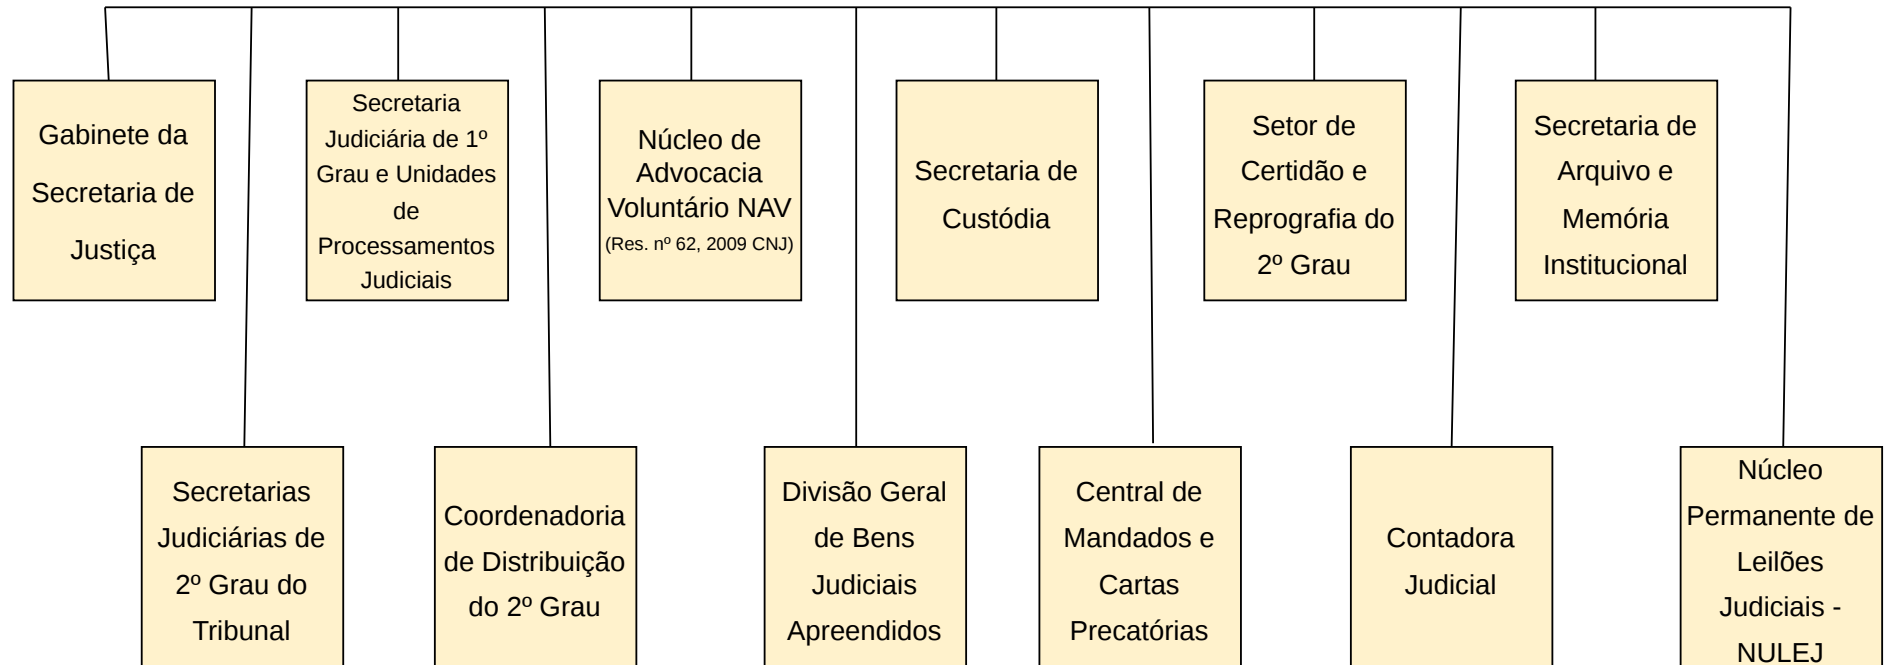 Gabinete da
Secretaria de
Justiça
Secretaria
Judiciária de 1º
Grau e Unidades
de
Processamentos
Judiciais
Núcleo de
Advocacia
Voluntário NAV
(Res. nº 62, 2009 CNJ)
Secretaria de
Custódia
Setor de
Certidão e
Reprografia do
2º Grau
Secretaria de
Arquivo e
Memória
Institucional
Secretarias
Judiciárias de
2º Grau do
Tribunal
Coordenadoria
de Distribuição
do 2º Grau
Divisão Geral
de Bens
Judiciais
Apreendidos
Central de
Mandados e
Cartas
Precatórias
Contadora
Judicial
Núcleo
Permanente de
Leilões
Judiciais -
NULEJ